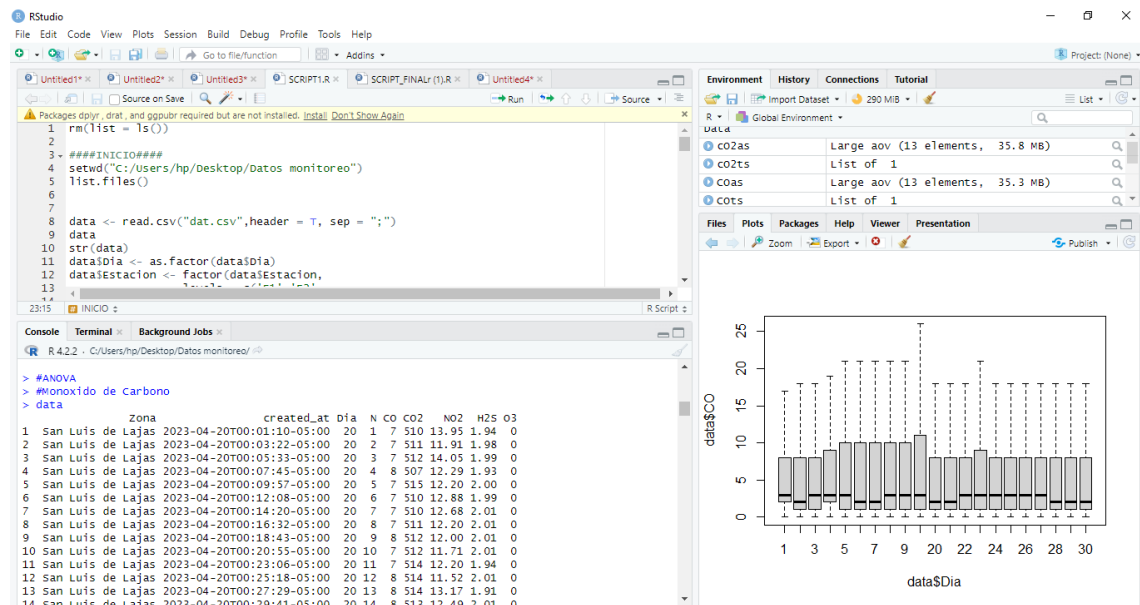 RStudio
File Edit Code View Plots Session Build Debug Profile Tools Help
Go to file/function Addins
Project: (None)
Untitled1* Untitled2* Untitled3* SCRIPT1.R SCRIPT_FINALr (1).R Untitled4*
Source on Save Run Source
Packages dplyr , drat , and ggpubr required but are not installed. Install Don't Show Again
rm(list = ls())
2
3 ####INICIO####
4 setwd("C:/Users/hp/Desktop/Datos monitoreo")
5 list.files()
6
7
8 data <- read.csv("dat.csv",header = T, sep = ";")
9 data
10 str(data)
11 data$Dia <- as.factor(data$Dia)
12 data$Estacion <- factor(data$Estacion,
13
23:15 INICIO R Script
Console Terminal Background Jobs
R 4.2.2 · C:/Users/hp/Desktop/Datos monitoreo/
> #ANOVA
> #Monoxido de Carbono
> data
Zona created_at Dia N CO CO2 NO2 H2S O3
1 San Luis de Lajas 2023-04-20T00:01:10-05:00 20 1 7 510 13.95 1.94 0
2 San Luis de Lajas 2023-04-20T00:03:22-05:00 20 2 7 511 11.91 1.98 0
3 San Luis de Lajas 2023-04-20T00:05:33-05:00 20 3 7 512 14.05 1.99 0
4 San Luis de Lajas 2023-04-20T00:07:45-05:00 20 4 8 507 12.29 1.93 0
5 San Luis de Lajas 2023-04-20T00:09:57-05:00 20 5 7 515 12.20 2.00 0
6 San Luis de Lajas 2023-04-20T00:12:08-05:00 20 6 7 510 12.88 1.99 0
7 San Luis de Lajas 2023-04-20T00:14:20-05:00 20 7 7 510 12.68 2.01 0
8 San Luis de Lajas 2023-04-20T00:16:32-05:00 20 8 7 511 12.20 2.01 0
9 San Luis de Lajas 2023-04-20T00:18:43-05:00 20 9 8 512 12.00 2.01 0
10 San Luis de Lajas 2023-04-20T00:20:55-05:00 20 10 7 512 11.71 2.01 0
11 San Luis de Lajas 2023-04-20T00:23:06-05:00 20 11 7 514 12.20 1.94 0
12 San Luis de Lajas 2023-04-20T00:25:18-05:00 20 12 8 514 11.52 2.01 0
13 San Luis de Lajas 2023-04-20T00:27:29-05:00 20 13 8 514 13.17 1.91 0
14 San Luis de Lajas 2023-04-20T00:29:41-05:00 20 14 8 513 12.49 2.01 0
Environment History Connections Tutorial
Import Dataset 290 MiB List
R Global Environment
Data
CO2as Large aov (13 elements, 35.8 MB)
CO2ts List of 1
COas Large aov (13 elements, 35.3 MB)
COts List of 1
Files Plots Packages Help Viewer Presentation
Zoom Export Publish
data$CO
25
20
15
10
5
0
1 3 5 7 9 20 22 24 26 28 30
data$Dia